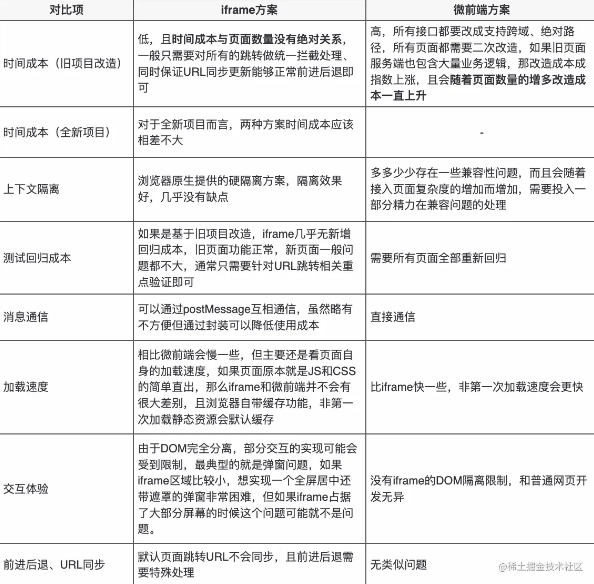 对比项
iframe方案
微前端方案
时间成本（旧项目改造）
低，且时间成本与页面数量没有绝对关系，
一般只需要对所有的跳转做统一拦截处理、
同时保证URL同步更新能够正常前进后退即
可
高，所有接口都要改成支持跨域、绝对路
径，所有页面都需要二次改造，如果旧页面
服务端也包含大量业务逻辑，那改造成本成
指数上涨，且会随着页面数量的增多改造成
本一直上升
时间成本（全新项目）
对于全新项目而言，两种方案时间成本应该
相差不大
-
上下文隔离
浏览器原生提供的硬隔离方案，隔离效果
好，几乎没有缺点
多多少少存在一些兼容性问题，而且会随着
接入页面复杂度的增加而增加，需要投入一
部分精力在兼容问题的处理
测试回归成本
如果是基于旧项目改造，iframe几乎无新增
回归成本，旧页面功能正常，新页面一般问
题都不大，通常只需要针对URL跳转相关重
点验证即可
需要所有页面全部重新回归
消息通信
可以通过postMessage互相通信，虽然略有
不方便但通过封装可以降低使用成本
直接通信
加载速度
相比微前端会慢一些，但主要还是看页面自
身的加载速度，如果页面原本就是JS和CSS
的简单直出，那么iframe和微前端并不会有
很大差别，且浏览器自带缓存功能，非第一
次加载静态资源会默认缓存
比iframe快一些，非第一次加载速度会更快
交互体验
由于DOM完全分离，部分交互的实现可能会
受到限制，最典型的就是弹窗问题，如果
iframe区域比较小，想实现一个全屏居中还
带遮罩的弹窗非常困难，但如果iframe占据
了大部分屏幕的时候这个问题可能就不是问
题。
没有iframe的DOM隔离限制，和普通网页开
发无异
前进后退、URL同步
默认页面跳转URL不会同步，且前进后退需
要特殊处理
无类似问题
@稀土掘金技术社区